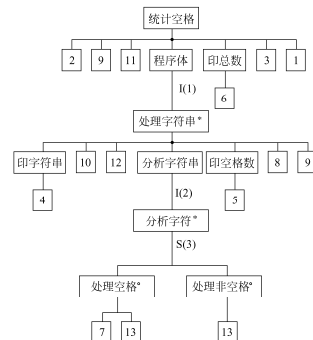 统计空格
2 9 11 程序体 印总数 3 1
I(1)
6
处理字符串*
印字符串 10 12 分析字符串 印空格数 8 9
4 I(2) 5
分析字符*
S(3)
处理空格° 处理非空格°
7 13 13